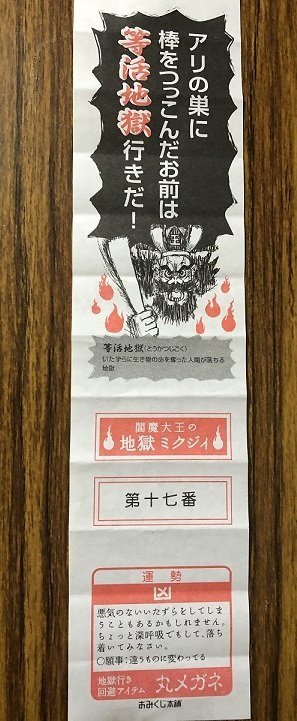 アリの巣に
棒をつっこんだお前は
等活地獄行きだ！
王
等活地獄(とうかつじごく)
いたずらに生き物の命を奪った人間が落ちる
地獄
閻魔大王の
地獄ミクジィ
第十七番
運勢
凶
悪気のないいたずらをしてしま
うこともあるかもしれません。
ちょっと深呼吸でもして、落ち
着いてみなさい。
○願事：違うものに変わってる
地獄行き
回避アイテム
丸メガネ
おみくじ本舗